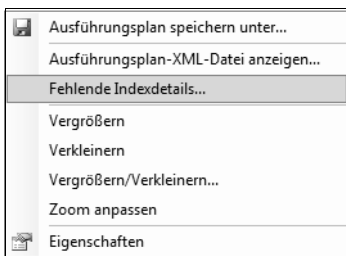 Ausführungsplan speichern unter...
Ausführungsplan-XML-Datei anzeigen...
Fehlende Indexdetails...
Vergrößern
Verkleinern
Vergrößern/Verkleinern...
Zoom anpassen
Eigenschaften